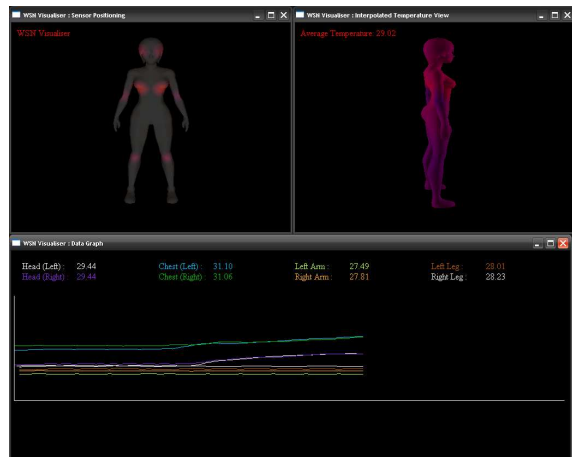 WSN Visualiser : Sensor Positioning
WSN Visualiser
WSN Visualiser : Interpolated Temperature View
Average Temperature 29.02
WSN Visualiser : Data Graph
Head (Left) : 29.44 Chest (Left) : 31.10 Left Arm : 27.49 Left Leg : 28.01
Head (Right) : 29.44 Chest (Right) : 31.06 Right Arm : 27.81 Right Leg : 28.23